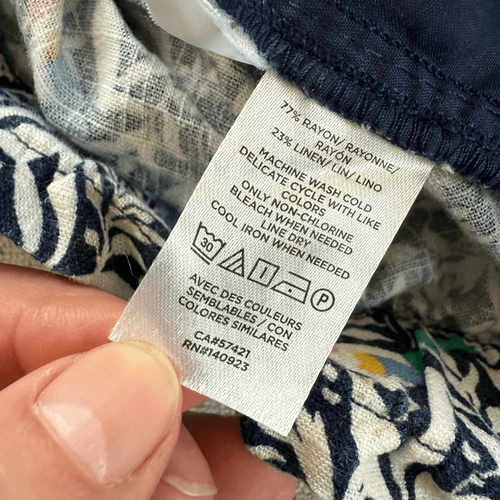 77% RAYON/ RAYONNE/
RAYON
23% LINEN/ LIN/ LINO
MACHINE WASH COLD
DELICATE CYCLE WITH LIKE
COLORS
ONLY NON-CHLORINE
BLEACH WHEN NEEDED
LINE DRY
COOL IRON WHEN NEEDED
30 P
AVEC DES COULEURS
SEMBLABLES / CON
COLORES SIMILARES
CA#57421
RN#140923